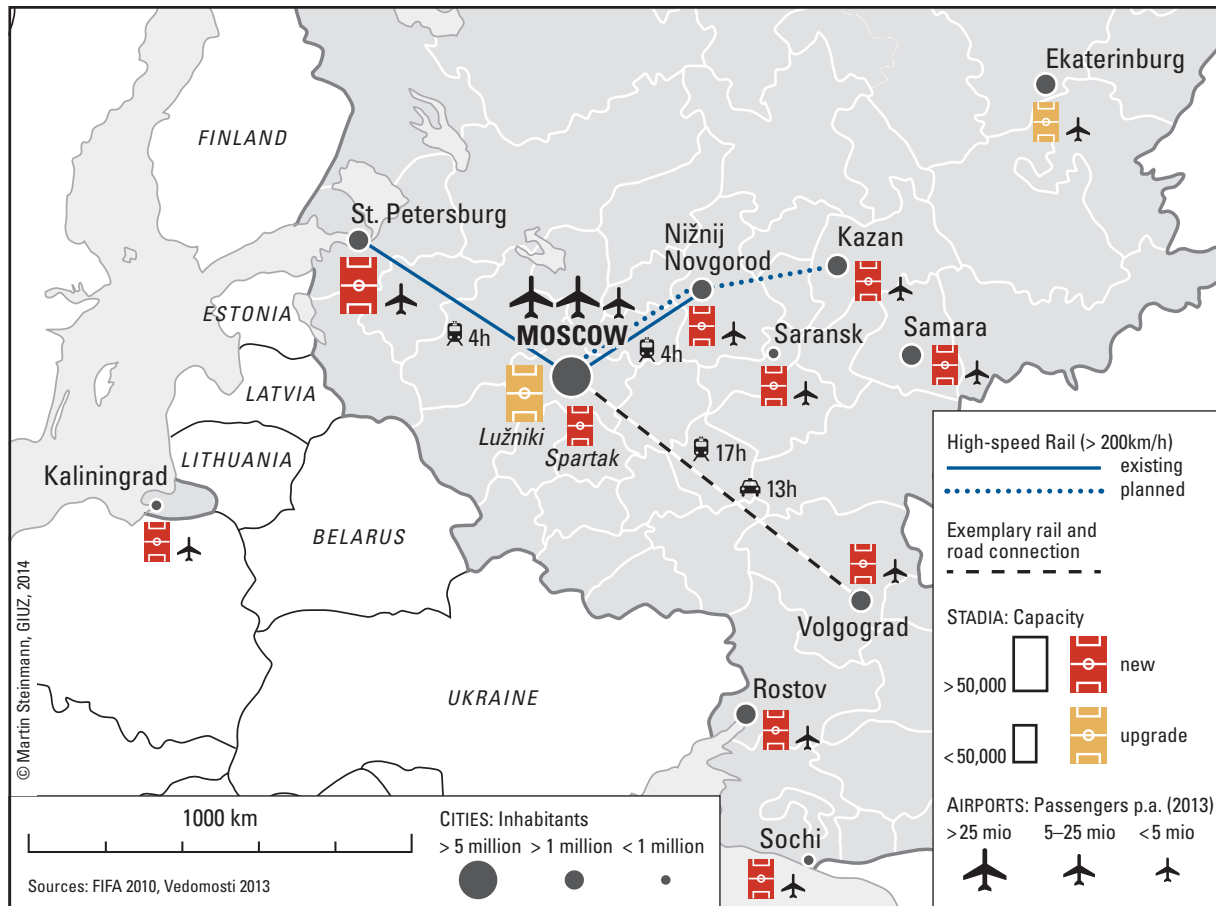 Ekaterinburg
FINLAND
St. Petersburg
Nižnij
Novgorod
Kazan
ESTONIA
4h
MOSCOW
4h
Saransk
Samara
LATVIA
Lužniki
Spartak
LITHUANIA
Kaliningrad
17h
13h
BELARUS
Volgograd
UKRAINE
Rostov
Sochi
© Martin Steinmann, GIUZ, 2014
1000 km
Sources: FIFA 2010, Vedomosti 2013
CITIES: Inhabitants
> 5 million > 1 million < 1 million
High-speed Rail (> 200km/h)
existing
planned
Exemplary rail and
road connection
STADIA: Capacity
> 50,000
new
< 50,000
upgrade
AIRPORTS: Passengers p.a. (2013)
> 25 mio 5–25 mio < 5 mio